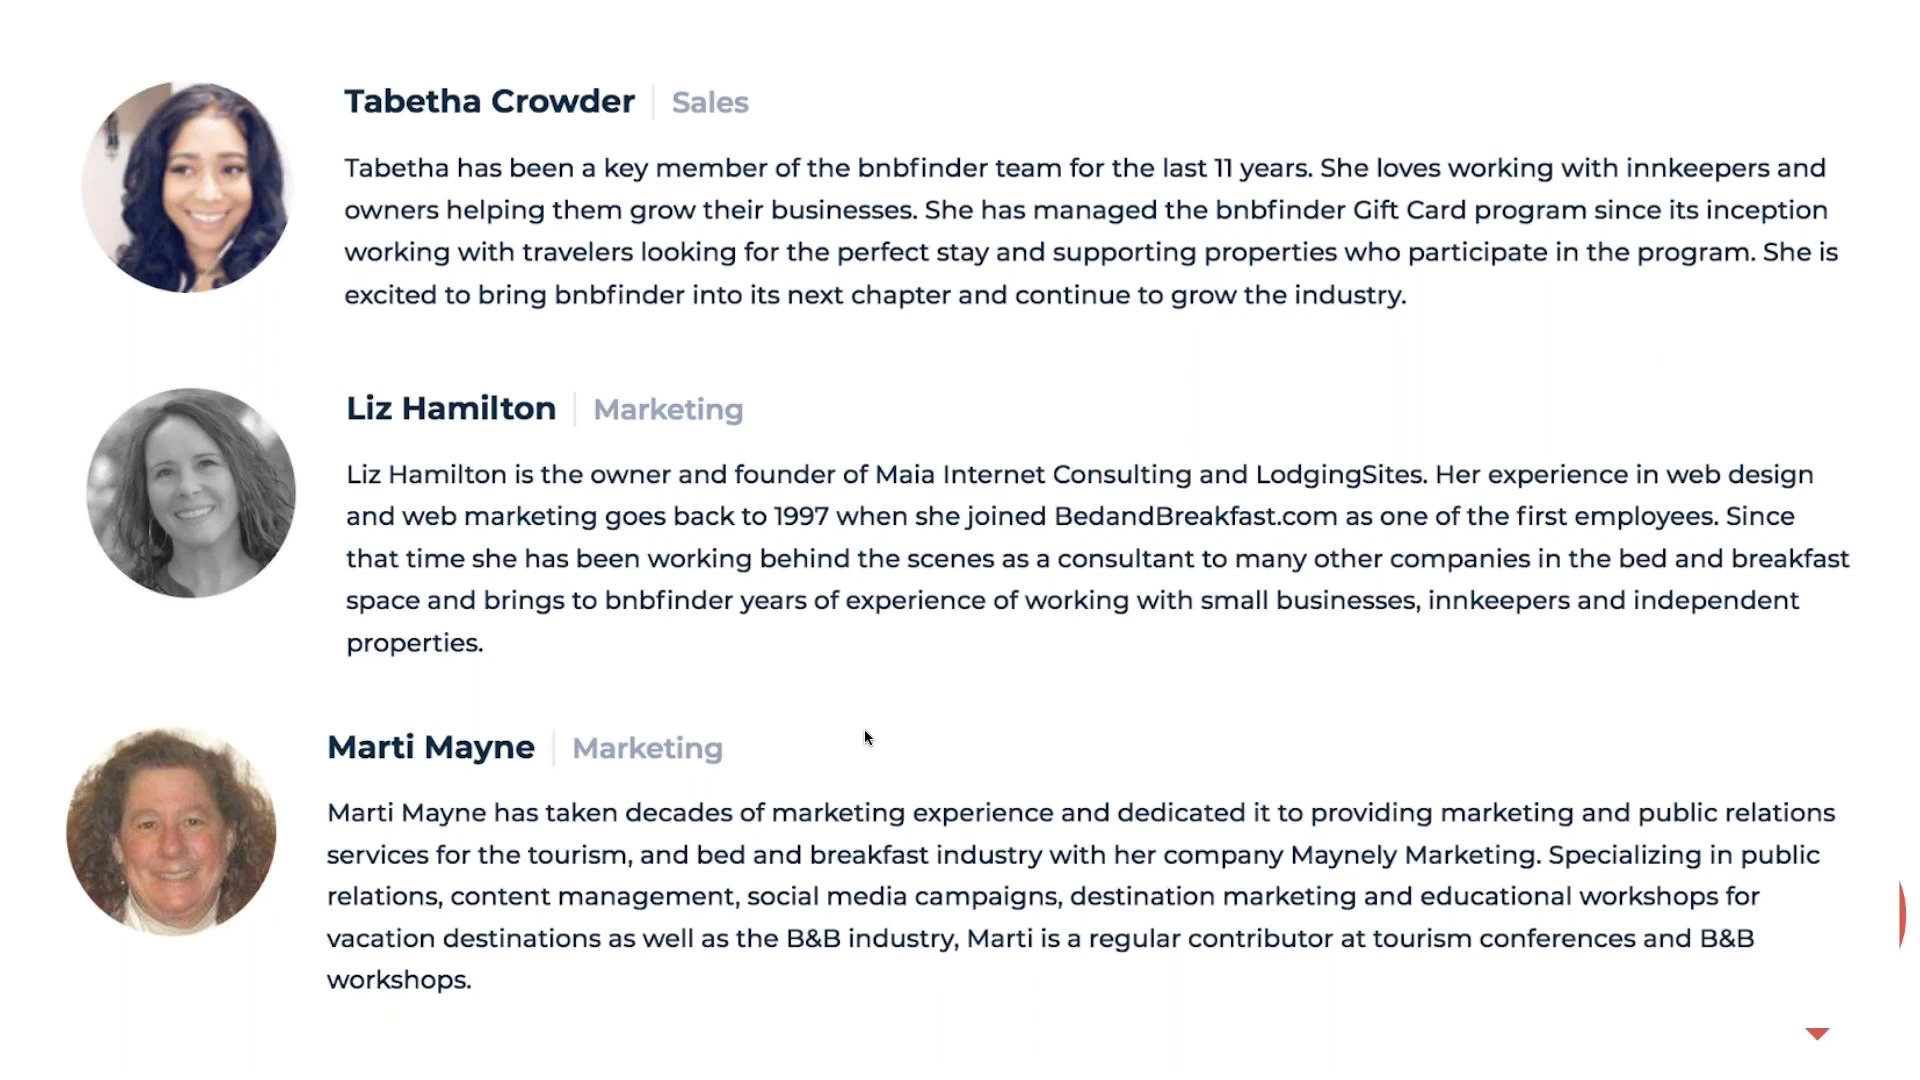 Tabetha Crowder | Sales
Tabetha has been a key member of the bnbfinder team for the last 11 years. She loves working with innkeepers and
owners helping them grow their businesses. She has managed the bnbfinder Gift Card program since its inception
working with travelers looking for the perfect stay and supporting properties who participate in the program. She is
excited to bring bnbfinder into its next chapter and continue to grow the industry.
Liz Hamilton | Marketing
Liz Hamilton is the owner and founder of Maia Internet Consulting and LodgingSites. Her experience in web design
and web marketing goes back to 1997 when she joined BedandBreakfast.com as one of the first employees. Since
that time she has been working behind the scenes as a consultant to many other companies in the bed and breakfast
space and brings to bnbfinder years of experience of working with small businesses, innkeepers and independent
properties.
Marti Mayne | Marketing
Marti Mayne has taken decades of marketing experience and dedicated it to providing marketing and public relations
services for the tourism, and bed and breakfast industry with her company Maynely Marketing. Specializing in public
relations, content management, social media campaigns, destination marketing and educational workshops for
vacation destinations as well as the B&B industry, Marti is a regular contributor at tourism conferences and B&B
workshops.